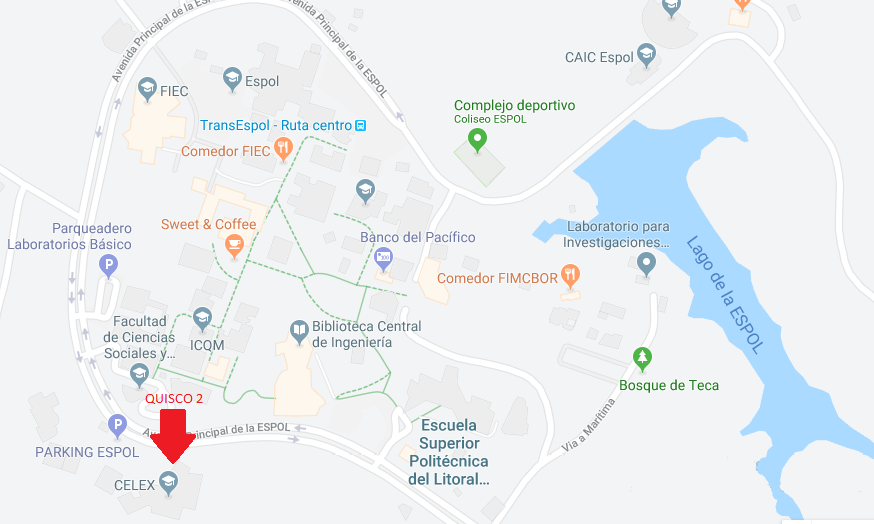 Avenida Principal de la ESPOL
Avenida Principal de la ESPOL
CAIC Espol
Espol
FIEC
Complejo deportivo
Coliseo ESPOL
TransEspol - Ruta centro
Comedor FIEC
Sweet & Coffee
Parqueadero
Laboratorios Básico
P
Banco del Pacífico
Laboratorio para
Investigaciones...
Lago de la ESPOL
Comedor FIMCBOR
Facultad
de Ciencias
Sociales y...
ICQM
Biblioteca Central
de Ingeniería
Bosque de Teca
QUISCO 2
Principal de la ESPOL
P
PARKING ESPOL
Escuela
Superior
Politécnica
del Litoral...
Via a Marítima
CELEX